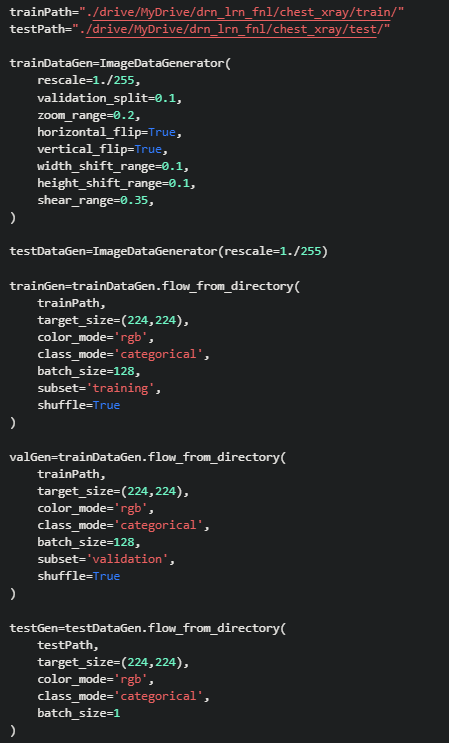 trainPath="./drive/MyDrive/drn_lrn_fnl/chest_xray/train/"
testPath="./drive/MyDrive/drn_lrn_fnl/chest_xray/test/"
trainDataGen=ImageDataGenerator(
    rescale=1./255,
    validation_split=0.1,
    zoom_range=0.2,
    horizontal_flip=True,
    vertical_flip=True,
    width_shift_range=0.1,
    height_shift_range=0.1,
    shear_range=0.35,
)
testDataGen=ImageDataGenerator(rescale=1./255)
trainGen=trainDataGen.flow_from_directory(
    trainPath,
    target_size=(224,224),
    color_mode='rgb',
    class_mode='categorical',
    batch_size=128,
    subset='training',
    shuffle=True
)
valGen=trainDataGen.flow_from_directory(
    trainPath,
    target_size=(224,224),
    color_mode='rgb',
    class_mode='categorical',
    batch_size=128,
    subset='validation',
    shuffle=True
)
testGen=testDataGen.flow_from_directory(
    testPath,
    target_size=(224,224),
    color_mode='rgb',
    class_mode='categorical',
    batch_size=1
)